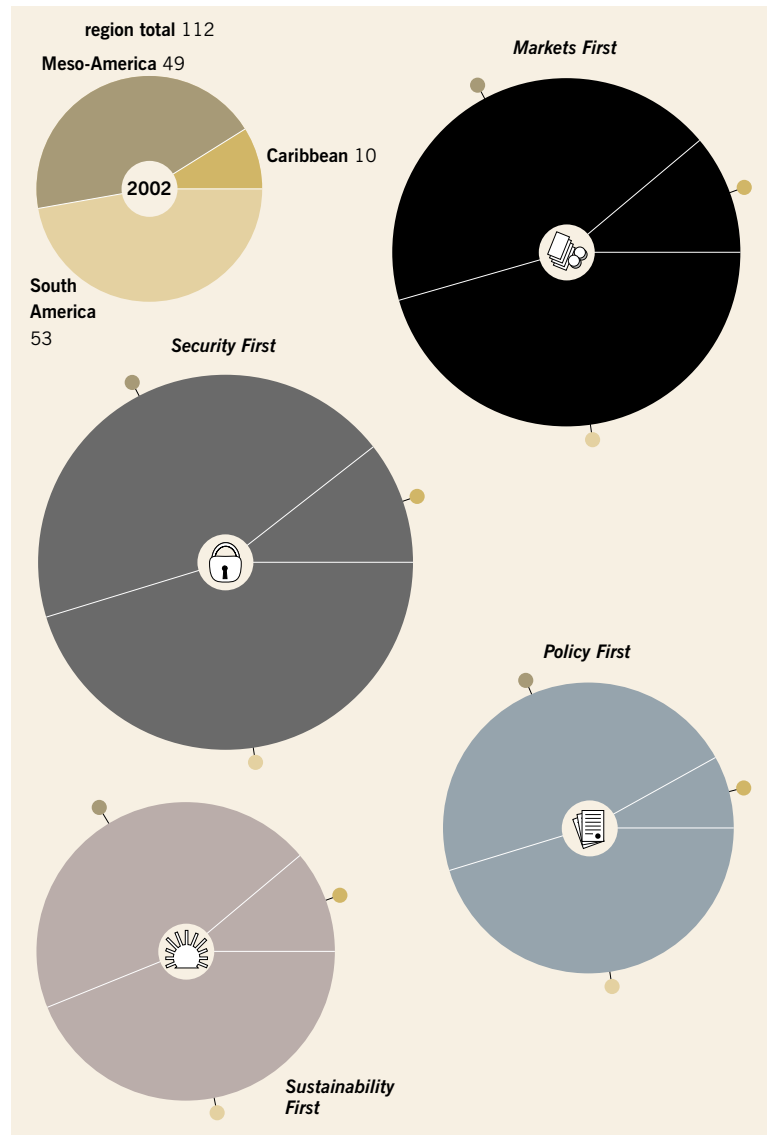 region total 112
Markets First
Meso-America 49
Caribbean 10
2002
South
America
53
Security First
Policy First
Sustainability
First